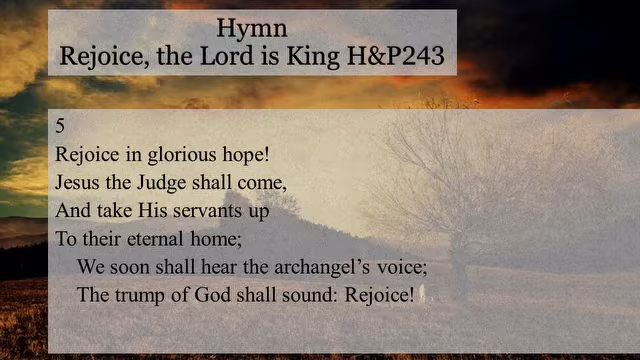 Hymn
Rejoice, the Lord is King H&P243
5
Rejoice in glorious hope!
Jesus the Judge shall come,
And take His servants up
To their eternal home;
We soon shall hear the archangel’s voice;
The trump of God shall sound: Rejoice!